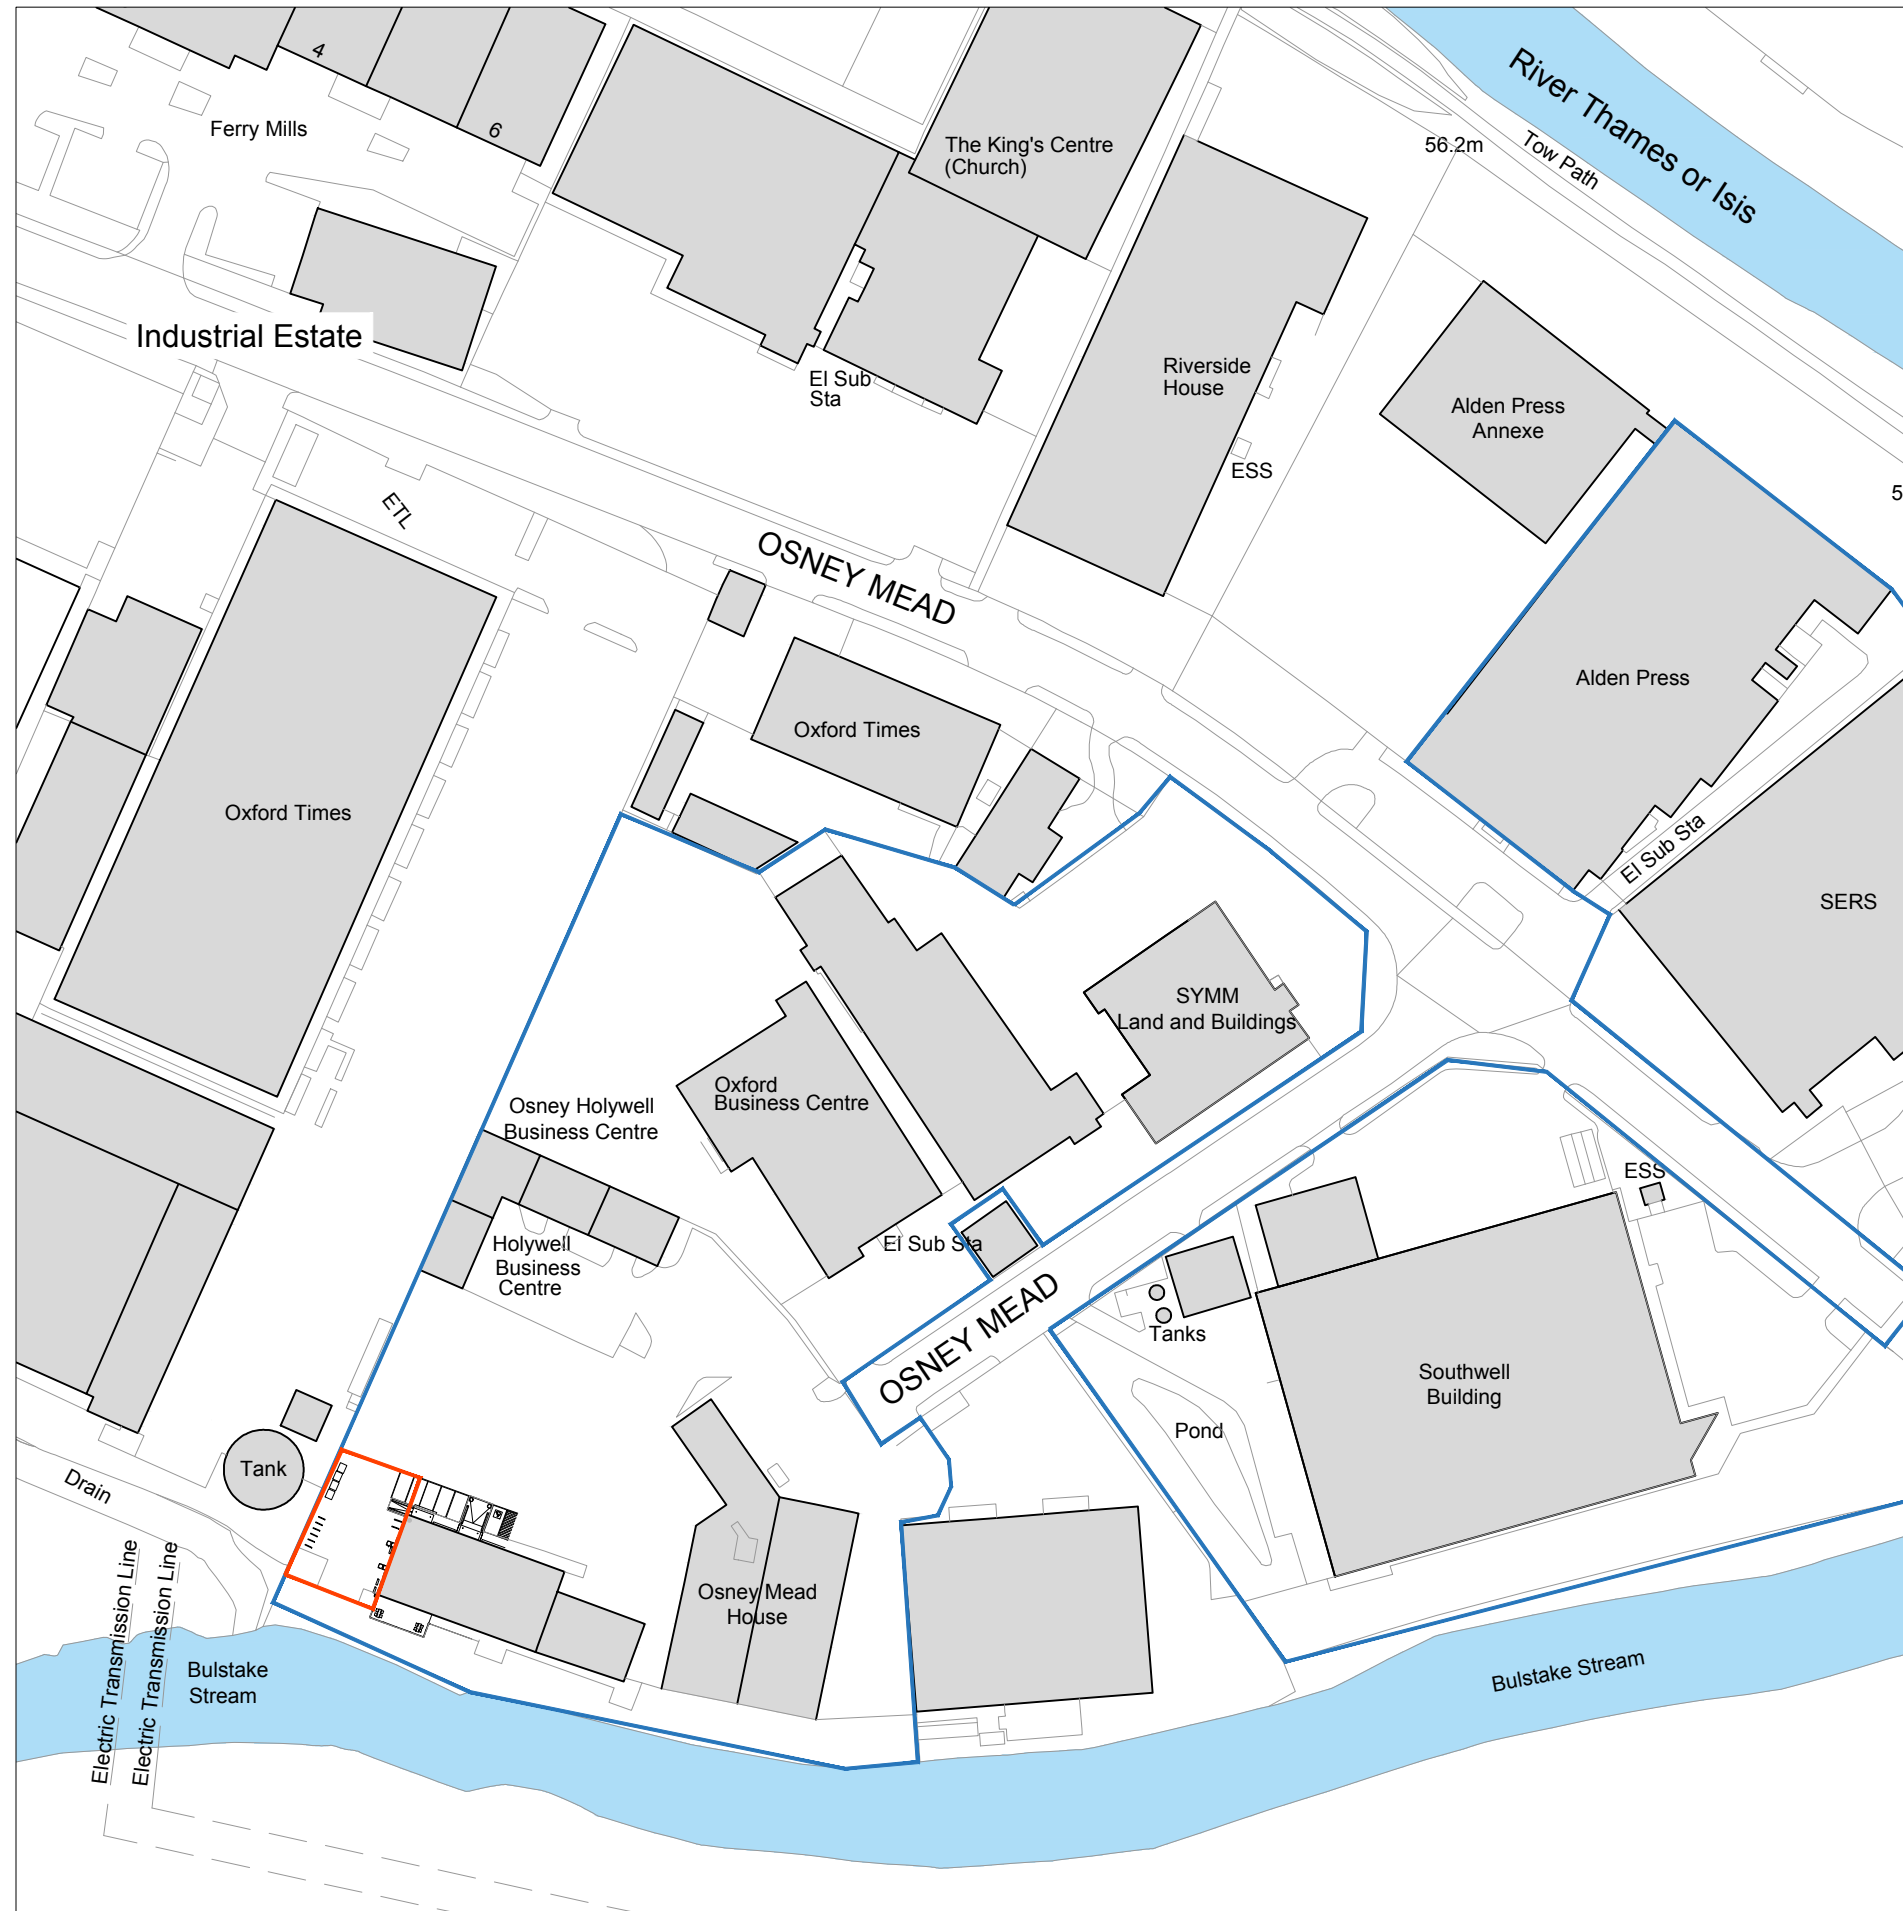 4
6
Ferry Mills
The King's Centre
(Church)
56.2m
River Thames or Isis
Tow Path
Industrial Estate
El Sub
Sta
Riverside
House
ESS
Alden Press
Annexe
5
ETL
OSNEY MEAD
Oxford Times
Alden Press
Oxford Times
El Sub Sta
SERS
SYMM
Land and Buildings
Oxford
Business Centre
Osney Holywell
Business Centre
Holywell
Business
Centre
El Sub Sta
ESS
OSNEY MEAD
Tanks
Southwell
Building
Pond
Tank
Drain
Osney Mead
House
Electric Transmission Line
Electric Transmission Line
Bulstake
Stream
Bulstake Stream